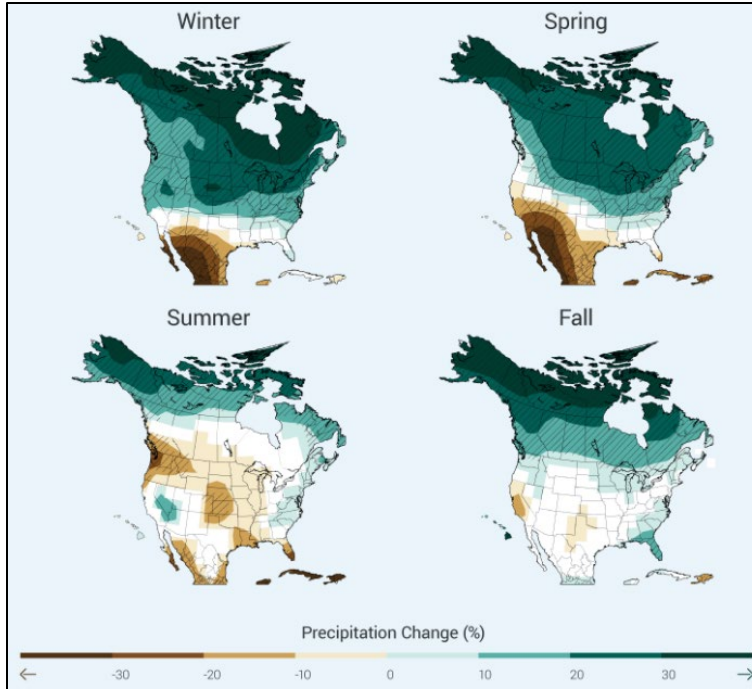 Winter
Spring
Summer
Fall
Precipitation Change (%)
← -30 -20 -10 0 10 20 30 →